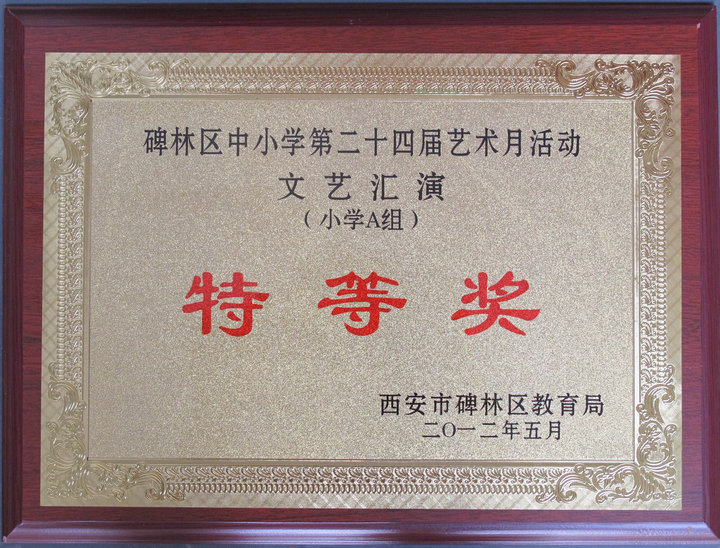 碑林区中小学第二十四届艺术月活动
文艺汇演
（小学A组）
特等奖
西安市碑林区教育局
二〇一二年五月